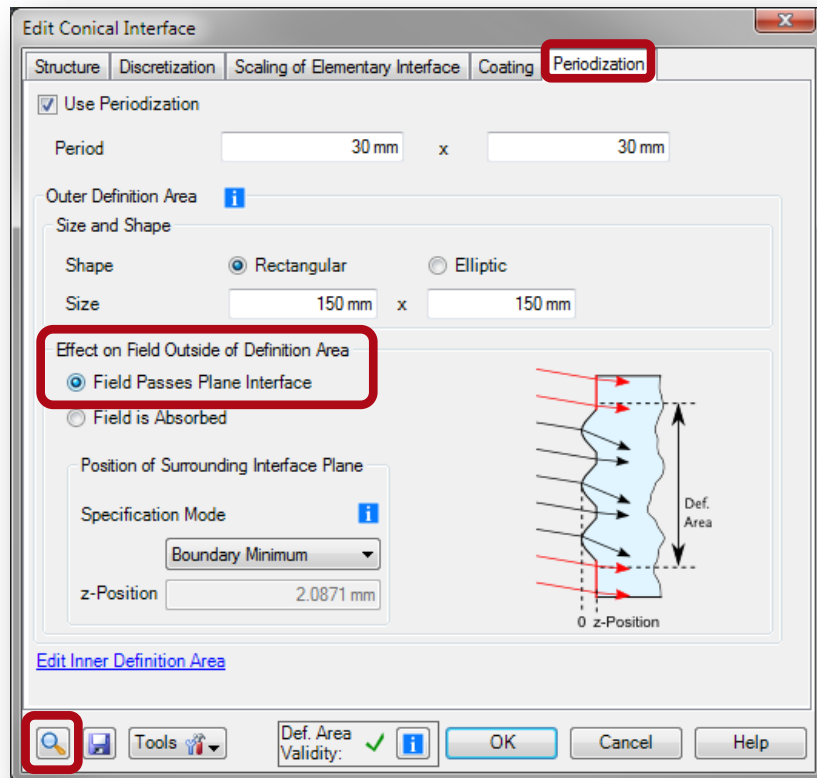 Edit Conical Interface
x
Structure Discretization Scaling of Elementary Interface Coating Periodization
Use Periodization
Period 30 mm x 30 mm
Outer Definition Area i
Size and Shape
Shape Rectangular Elliptic
Size 150 mm x 150 mm
Effect on Field Outside of Definition Area
Field Passes Plane Interface
Field is Absorbed
Position of Surrounding Interface Plane
Specification Mode i
Boundary Minimum
z-Position 2.0871 mm
Def.
Area
0 z-Position
Edit Inner Definition Area
Tools
Def. Area
Validity: i
OK Cancel Help